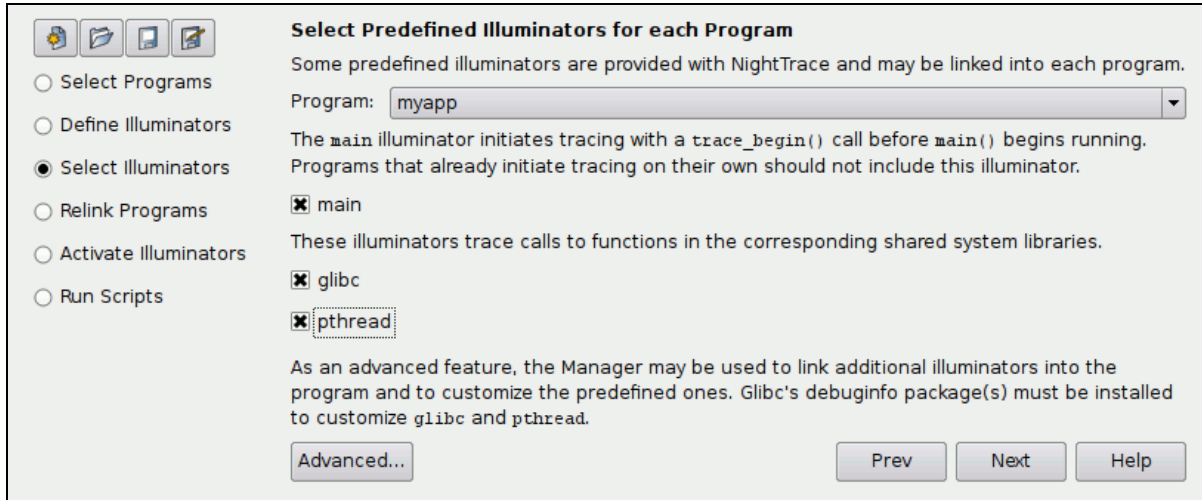 Select Predefined Illuminators for each Program
Some predefined illuminators are provided with NightTrace and may be linked into each program.
Select Programs
Program: myapp
Define Illuminators
The main illuminator initiates tracing with a trace_begin() call before main() begins running.
Select Illuminators
Programs that already initiate tracing on their own should not include this illuminator.
Relink Programs
main
Activate Illuminators
These illuminators trace calls to functions in the corresponding shared system libraries.
glibc
Run Scripts
pthread
As an advanced feature, the Manager may be used to link additional illuminators into the
program and to customize the predefined ones. Glibc's debuginfo package(s) must be installed
to customize glibc and pthread.
Advanced... Prev Next Help